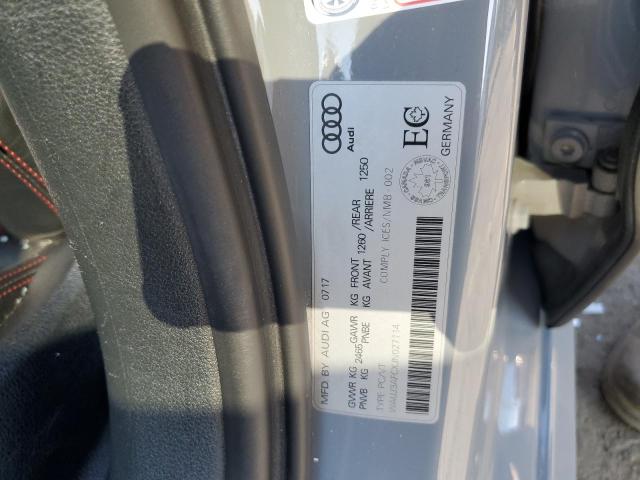 Audi
EC
GERMANY
MFD. BY AUDI AG 0717
GVWR KG 2465 GAWR KG FRONT 1260 /REAR 1250
PNVB KG PNBE KG AVANT /ARRIERE
TYPE: PC/VT COMPLY ICES/NMB-002